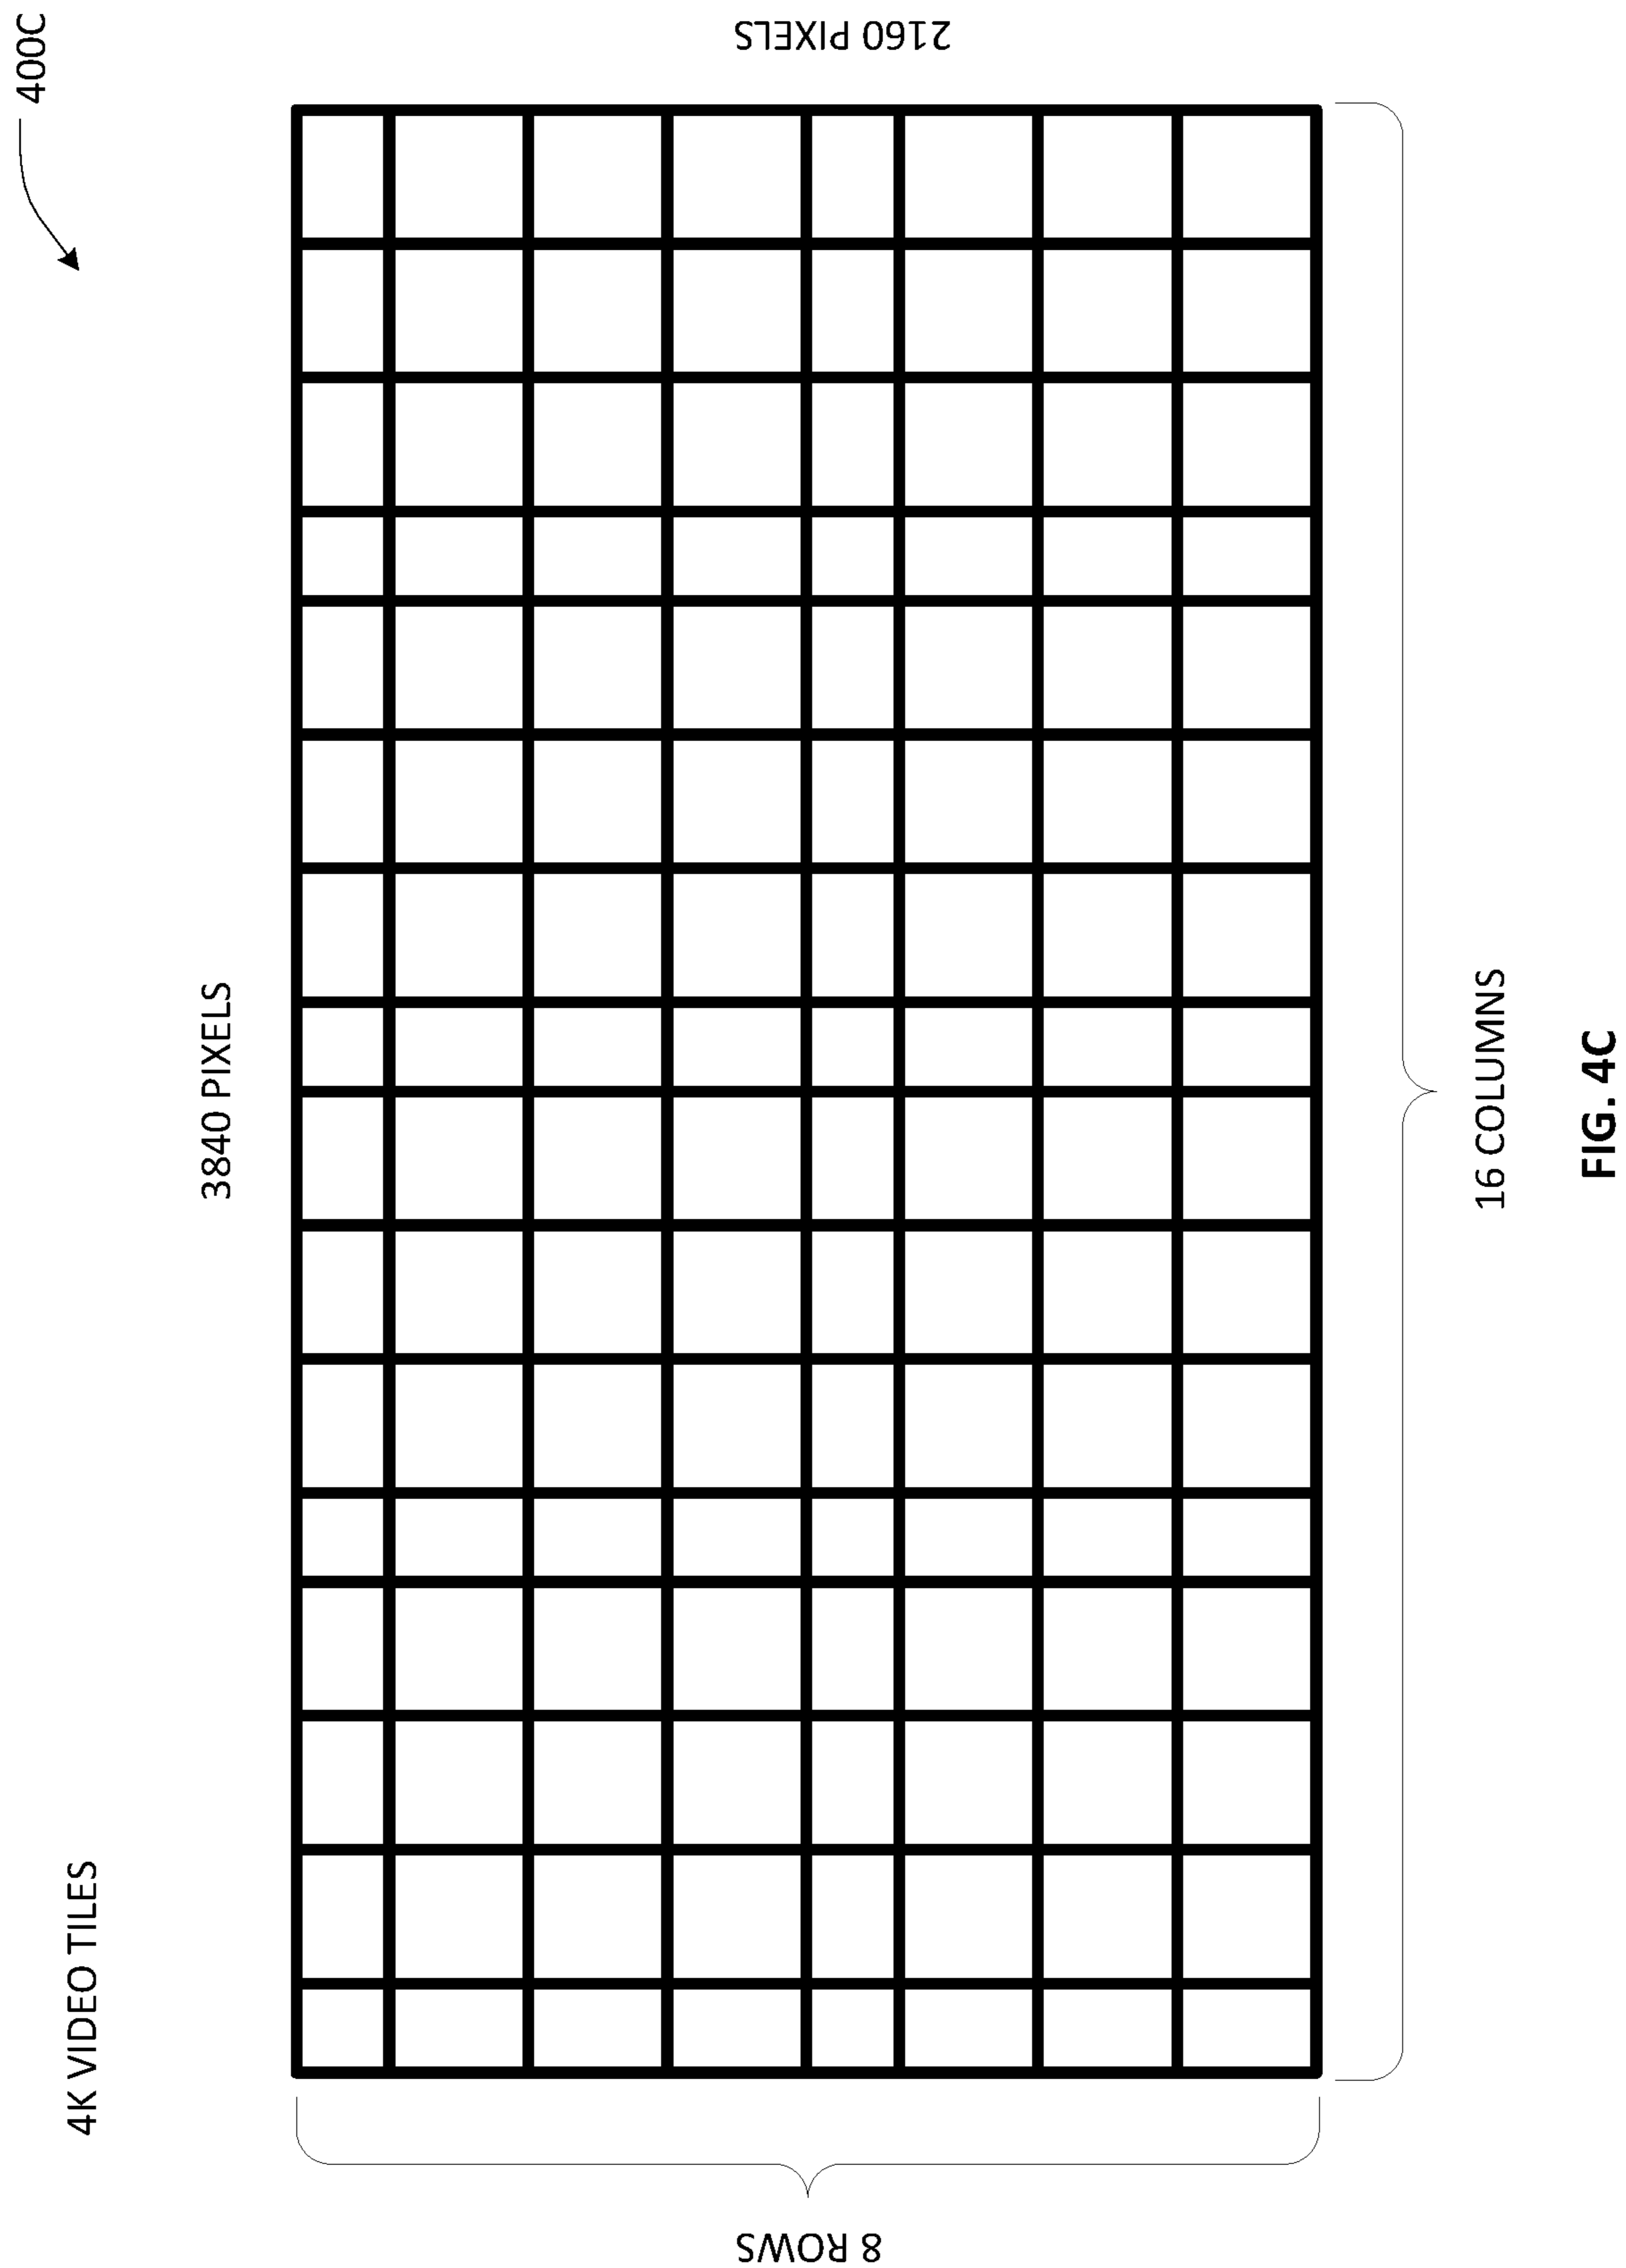 400C
4K VIDEO TILES
3840 PIXELS
2160 PIXELS
8 ROWS
16 COLUMNS
FIG. 4C